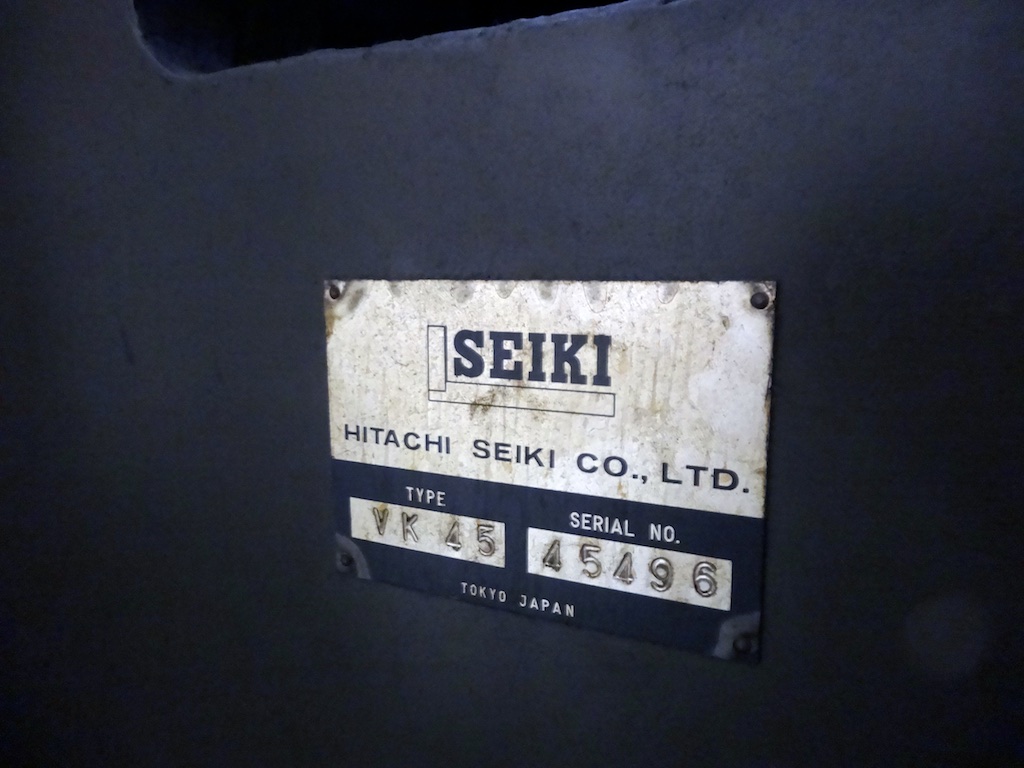 SEIKI
HITACHI SEIKI CO., LTD.
TYPE
VK 45
SERIAL NO.
45496
TOKYO JAPAN